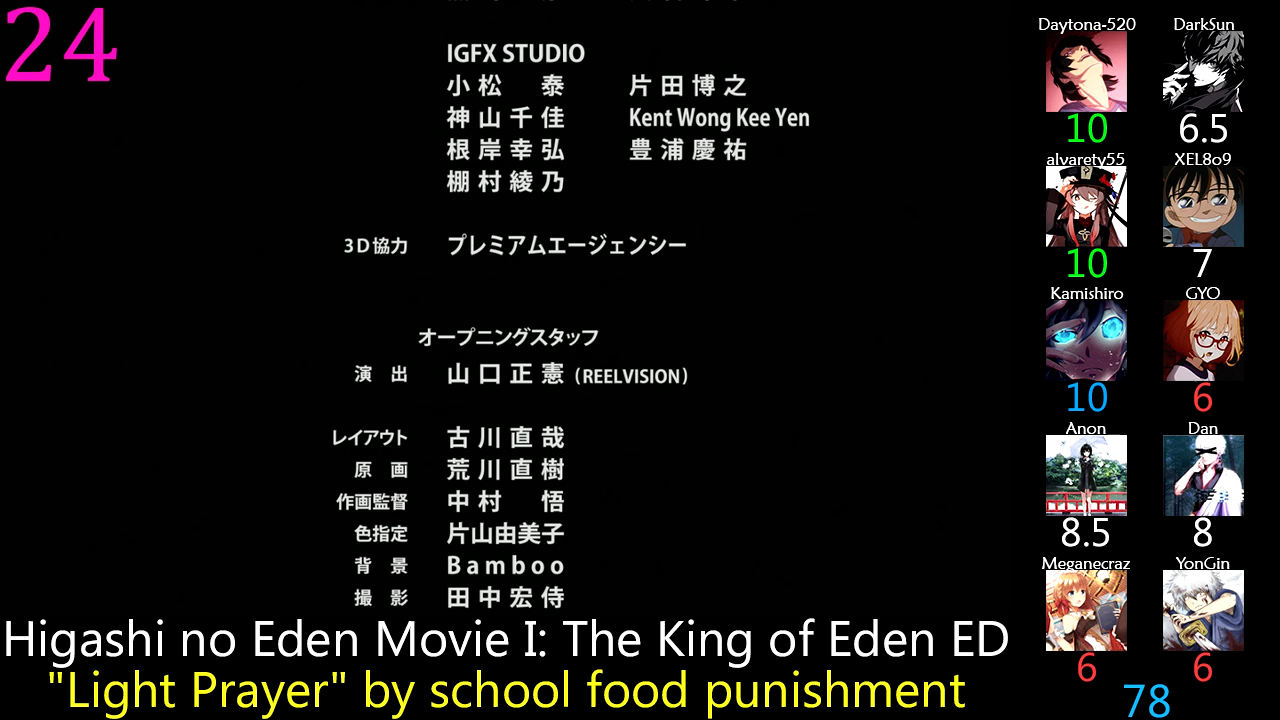 24
IGFX STUDIO
小松 泰 片田博之
神山千佳 Kent Wong Kee Yen
根岸幸弘 豊浦慶祐
棚村綾乃
3D協力 プレミアムエージェンシー
オープニングスタッフ
演出 山口正憲 (REELVISION)
レイアウト 古川直哉
原画 荒川直樹
作画監督 中村 悟
色指定 片山由美子
背景 Bamboo
撮影 田中宏侍
Higashi no Eden Movie I: The King of Eden ED
"Light Prayer" by school food punishment
Daytona-520 DarkSun
10 6.5
alvarety55 XEL8o9
10 7
Kamishiro GYO
10 6
Anon Dan
8.5 8
Meganecraz YonGin
6 6
78